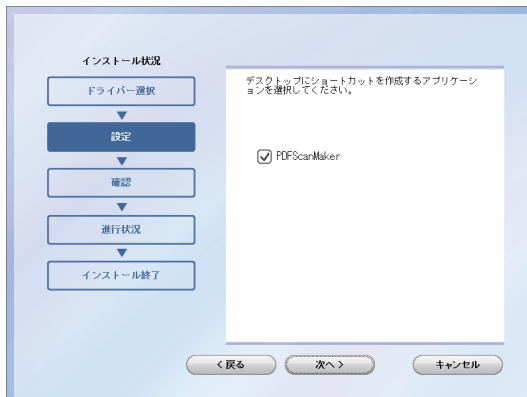 インストール状況
ドライバー選択
設定
確認
進行状況
インストール終了
デスクトップにショートカットを作成するアプリケーシ
ョンを選択してください。
PDFScanMaker
< 戻る
次へ >
キャンセル